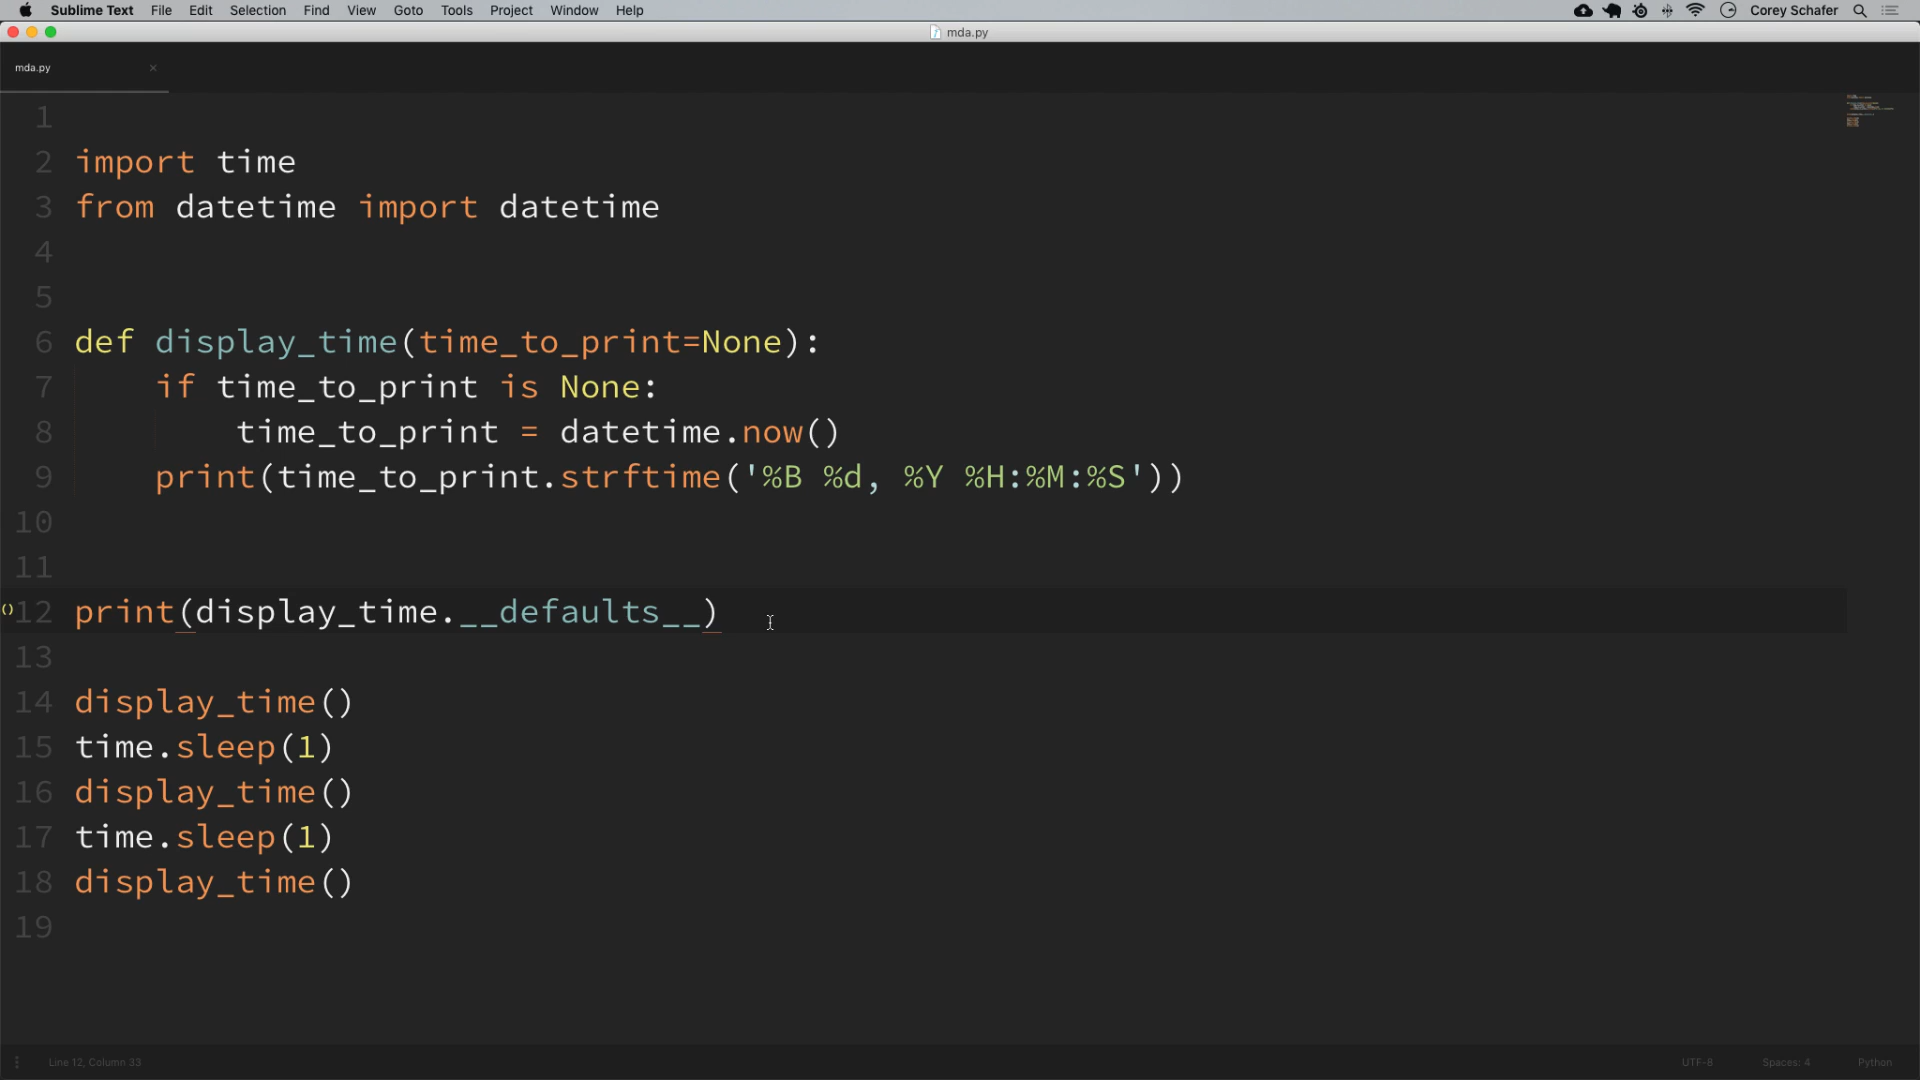 Sublime Text File Edit Selection Find View Goto Tools Project Window Help Corey Schafer
mda.py
mda.py ×
1
2 import time
3 from datetime import datetime
4
5
6 def display_time(time_to_print=None):
7 if time_to_print is None:
8 time_to_print = datetime.now()
9 print(time_to_print.strftime('%B %d, %Y %H:%M:%S'))
10
11
12 print(display_time.__defaults__)
13
14 display_time()
15 time.sleep(1)
16 display_time()
17 time.sleep(1)
18 display_time()
19
Line 12, Column 33 UTF-8 Spaces: 4 Python